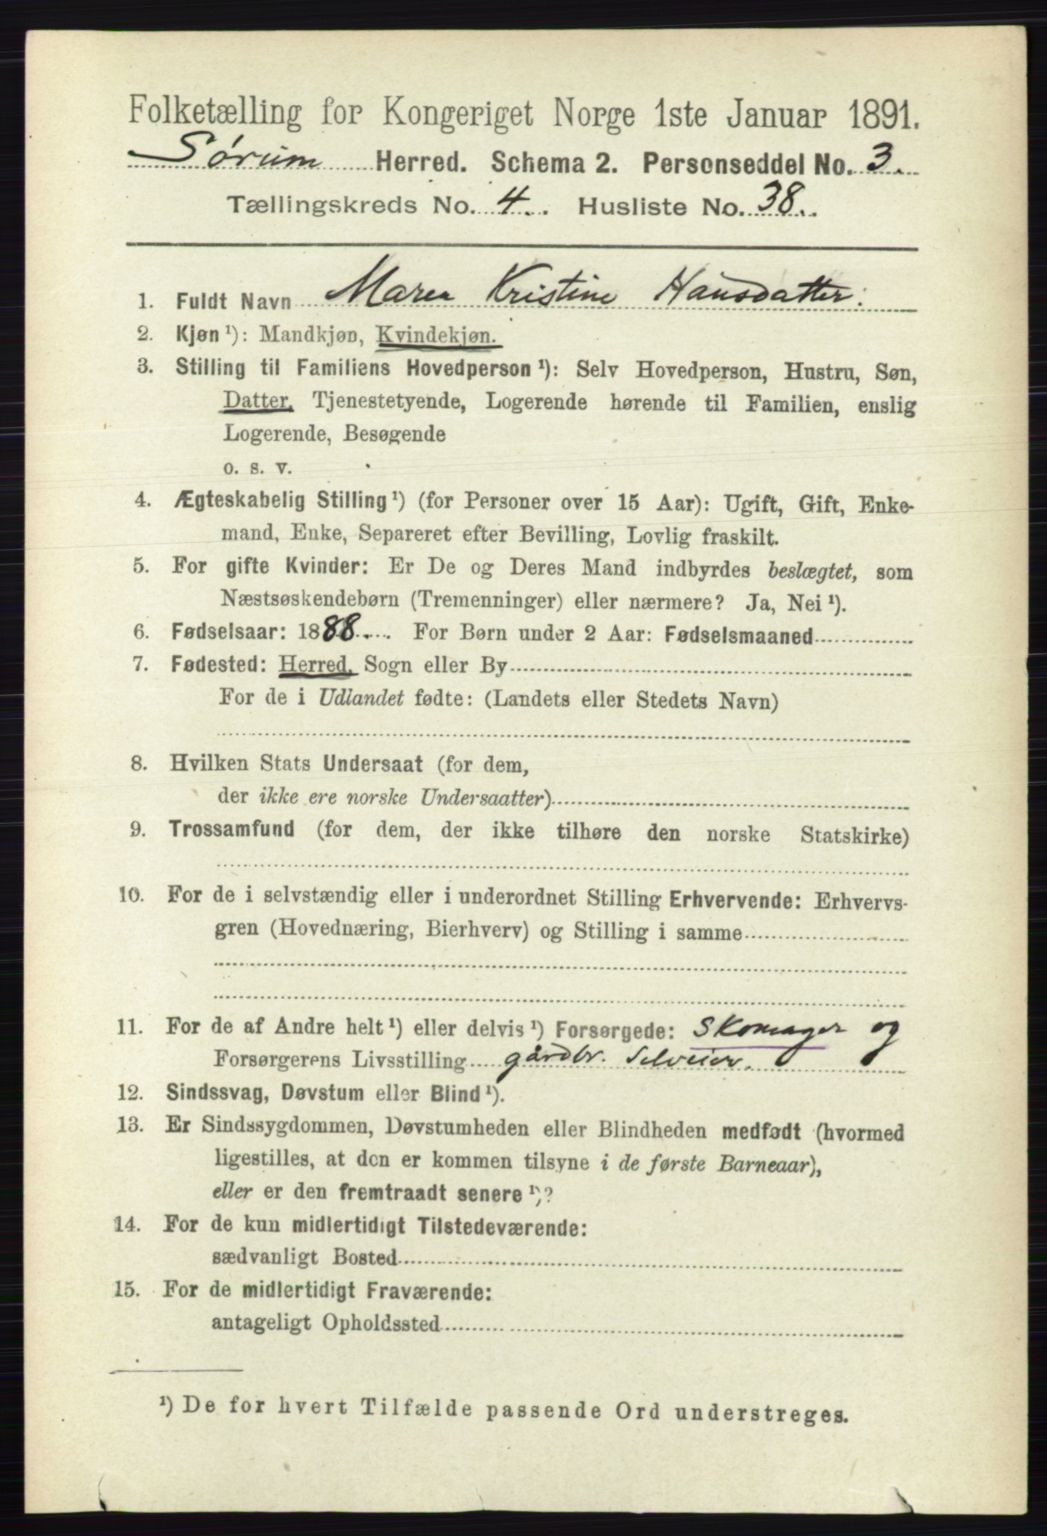 Folketælling for Kongeriget Norge 1ste Januar 1891.
Sørum Herred. Schema 2. Personseddel No. 3.
Tællingskreds No. 4. Husliste No. 38.
1. Fuldt Navn Maren Kristine Hansdatter.
2. Kjøn ¹): Mandkjøn, Kvindekjøn.
3. Stilling til Familiens Hovedperson ¹): Selv Hovedperson, Hustru, Søn,
Datter, Tjenestetyende, Logerende hørende til Familien, enslig
Logerende, Besøgende
o. s. v.
4. Ægteskabelig Stilling ¹) (for Personer over 15 Aar): Ugift, Gift, Enke-
mand, Enke, Separeret efter Bevilling, Lovlig fraskilt.
5. For gifte Kvinder: Er De og Deres Mand indbyrdes beslægtet, som
Næstsøskendebørn (Tremenninger) eller nærmere? Ja, Nei ¹).
6. Fødselsaar: 1888. For Børn under 2 Aar: Fødselsmaaned
7. Fødested: Herred, Sogn eller By
For de i Udlandet fødte: (Landets eller Stedets Navn)
8. Hvilken Stats Undersaat (for dem,
der ikke ere norske Undersaatter)
9. Trossamfund (for dem, der ikke tilhøre den norske Statskirke)
10. For de i selvstændig eller i underordnet Stilling Erhvervende: Erhvervs-
gren (Hovednæring, Bierhverv) og Stilling i samme
11. For de af Andre helt ¹) eller delvis ¹) Forsørgede: Skomager og
Forsørgerens Livsstilling gårdbr. Selveier.
12. Sindssvag, Døvstum eller Blind ¹).
13. Er Sindssygdommen, Døvstumheden eller Blindheden medfødt (hvormed
ligestilles, at den er kommen tilsyne i de første Barneaar),
eller er den fremtraadt senere ¹)?
14. For de kun midlertidigt Tilstedeværende:
sædvanligt Bosted
15. For de midlertidigt Fraværende:
antageligt Opholdssted
¹) De for hvert Tilfælde passende Ord understreges.